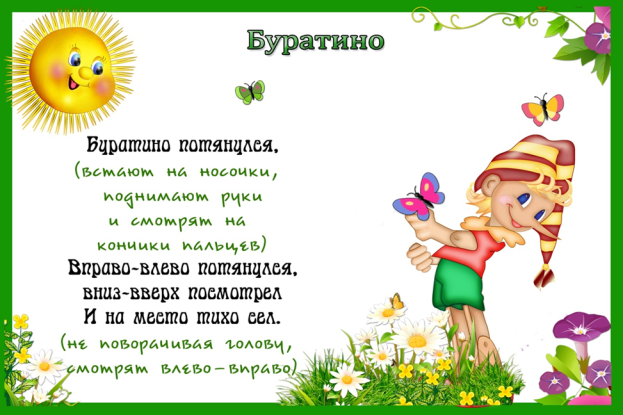 Буратино
Буратино потянулся,
(встают на носочки,
поднимают руки
и смотрят на
кончики пальцев)
Вправо-влево потянулся,
вниз-вверх посмотрел
И на место тихо сел.
(не поворачивая голову,
смотрят влево-вправо)